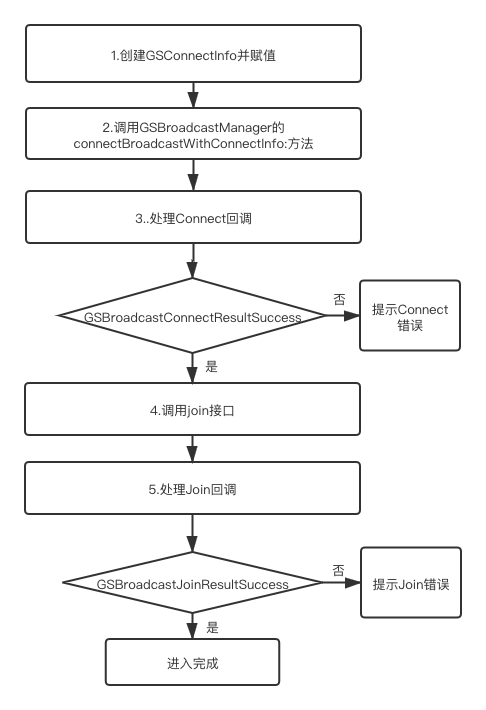 1.创建GSConnectInfo并赋值
2.调用GSBroadcastManager的
connectBroadcastWithConnectInfo:方法
3..处理Connect回调
GSBroadcastConnectResultSuccess
否
提示Connect
错误
是
4.调用join接口
5.处理Join回调
GSBroadcastJoinResultSuccess
否
提示Join错误
是
进入完成